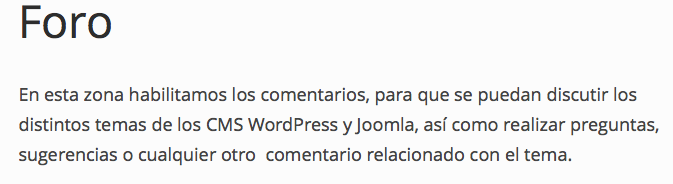 Foro
En esta zona habilitamos los comentarios, para que se puedan discutir los
distintos temas de los CMS WordPress y Joomla, así como realizar preguntas,
sugerencias o cualquier otro  comentario relacionado con el tema.